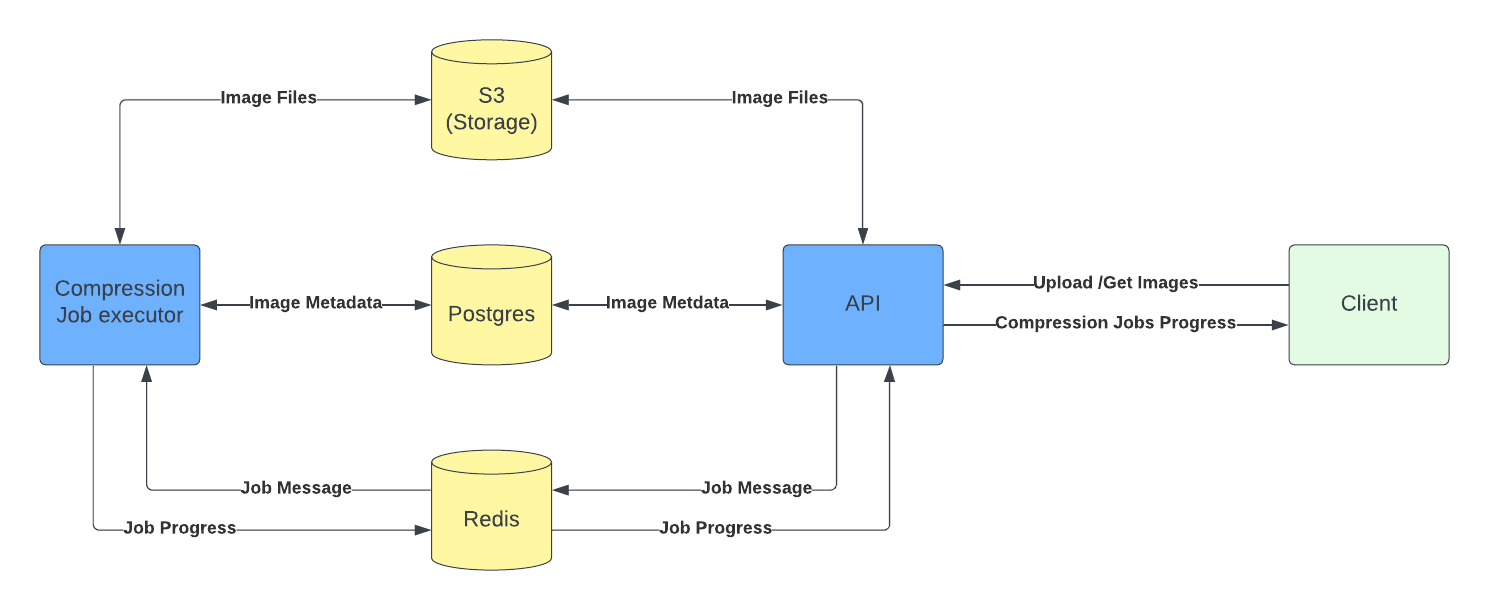 Image Files
S3
(Storage)
Image Files
Compression
Job executor
Image Metadata
Postgres
Image Metdata
API
Upload /Get Images
Compression Jobs Progress
Client
Job Message
Job Progress
Redis
Job Message
Job Progress